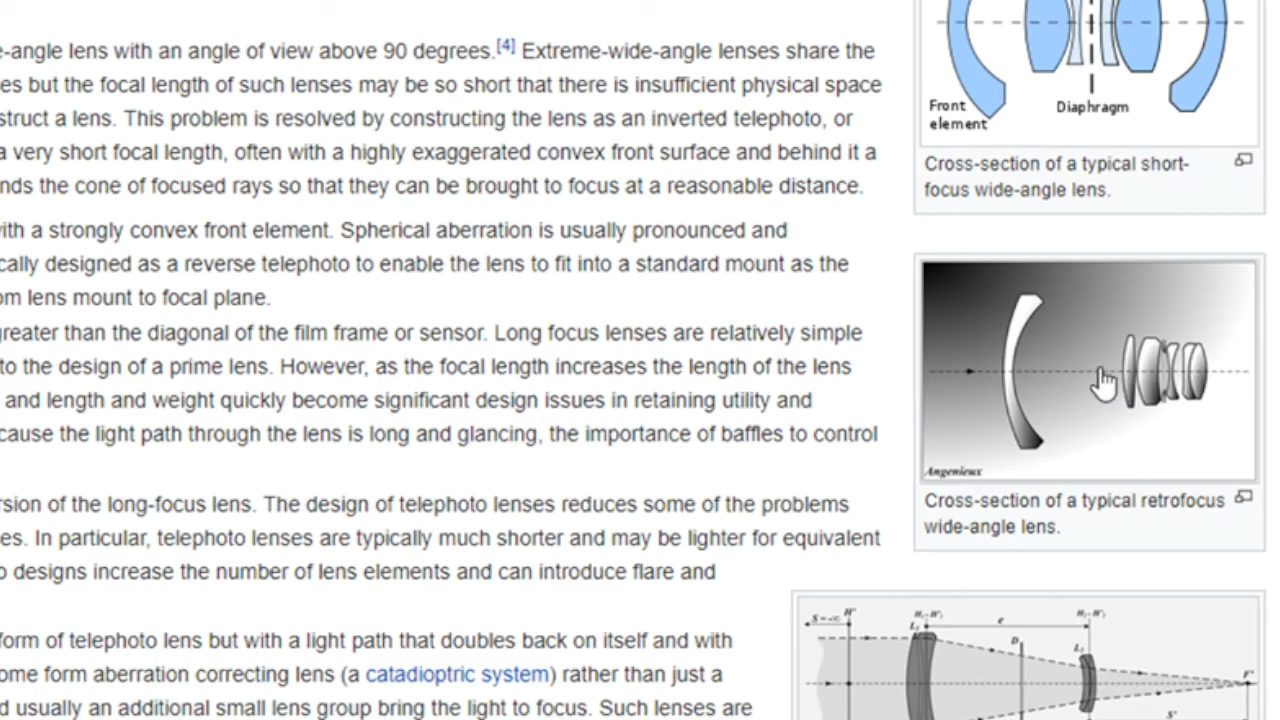 e-angle lens with an angle of view above 90 degrees.[4] Extreme-wide-angle lenses share the
es but the focal length of such lenses may be so short that there is insufficient physical space
struct a lens. This problem is resolved by constructing the lens as an inverted telephoto, or
a very short focal length, often with a highly exaggerated convex front surface and behind it a
nds the cone of focused rays so that they can be brought to focus at a reasonable distance.
ith a strongly convex front element. Spherical aberration is usually pronounced and
cally designed as a reverse telephoto to enable the lens to fit into a standard mount as the
om lens mount to focal plane.
greater than the diagonal of the film frame or sensor. Long focus lenses are relatively simple
to the design of a prime lens. However, as the focal length increases the length of the lens
and length and weight quickly become significant design issues in retaining utility and
cause the light path through the lens is long and glancing, the importance of baffles to control
rsion of the long-focus lens. The design of telephoto lenses reduces some of the problems
es. In particular, telephoto lenses are typically much shorter and may be lighter for equivalent
o designs increase the number of lens elements and can introduce flare and
form of telephoto lens but with a light path that doubles back on itself and with
ome form aberration correcting lens (a catadioptric system) rather than just a
d usually an additional small lens group bring the light to focus. Such lenses are
Front
element
Diaphragm
Cross-section of a typical short-
focus wide-angle lens.
Angenieux
Cross-section of a typical retrofocus
wide-angle lens.
e
D
S'